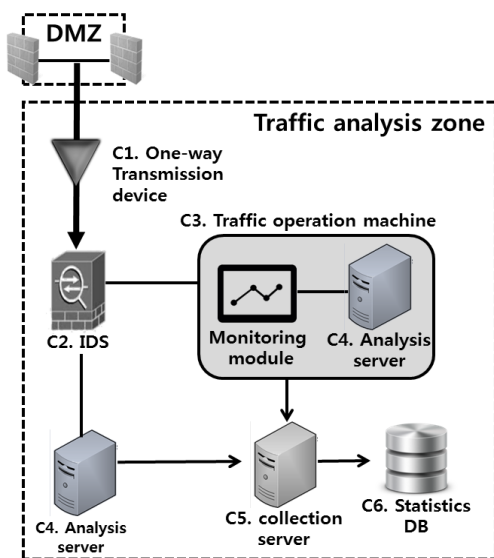 DMZ
Traffic analysis zone
C1. One-way
Transmission
device
C3. Traffic operation machine
C2. IDS
Monitoring
module
C4. Analysis
server
C4. Analysis
server
C5. collection
server
C6. Statistics
DB